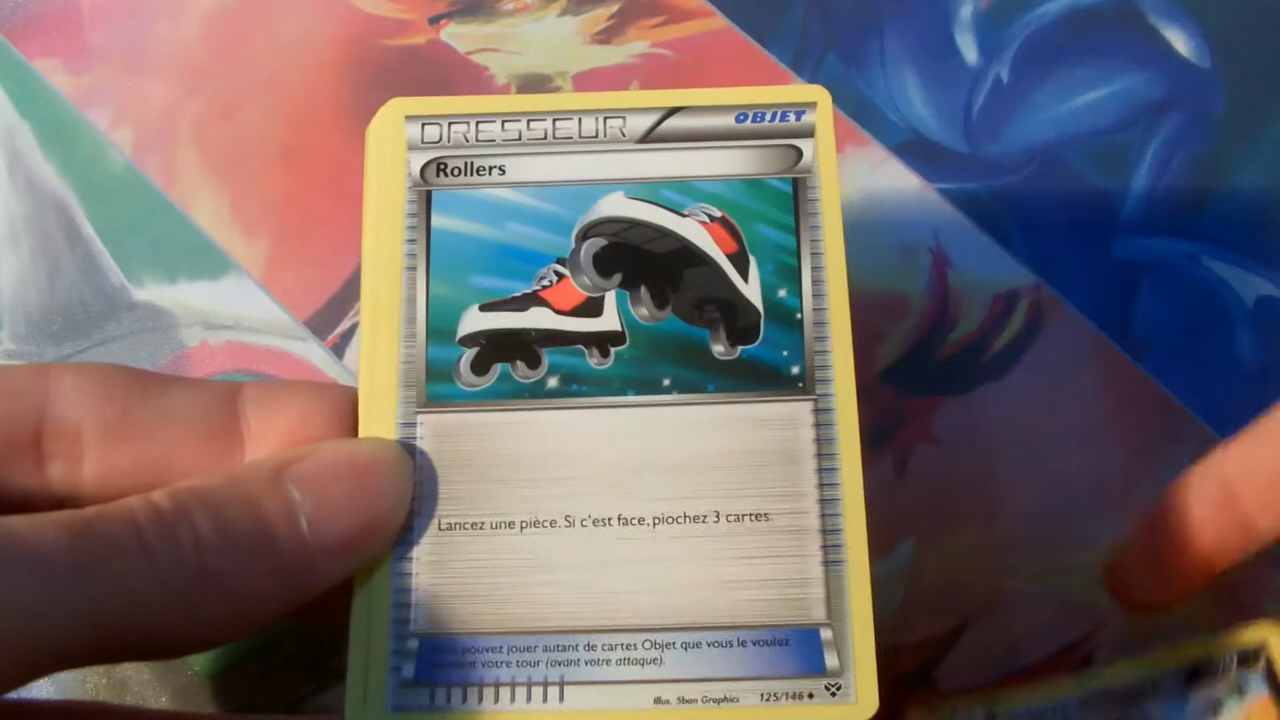 DRESSEUR
OBJET
Rollers
Lancez une pièce. Si c'est face, piochez 3 cartes.
pouvez jouer autant de cartes Objet que vous le voulez
votre tour (avant votre attaque).
Illus. 5ban Graphics
125/146